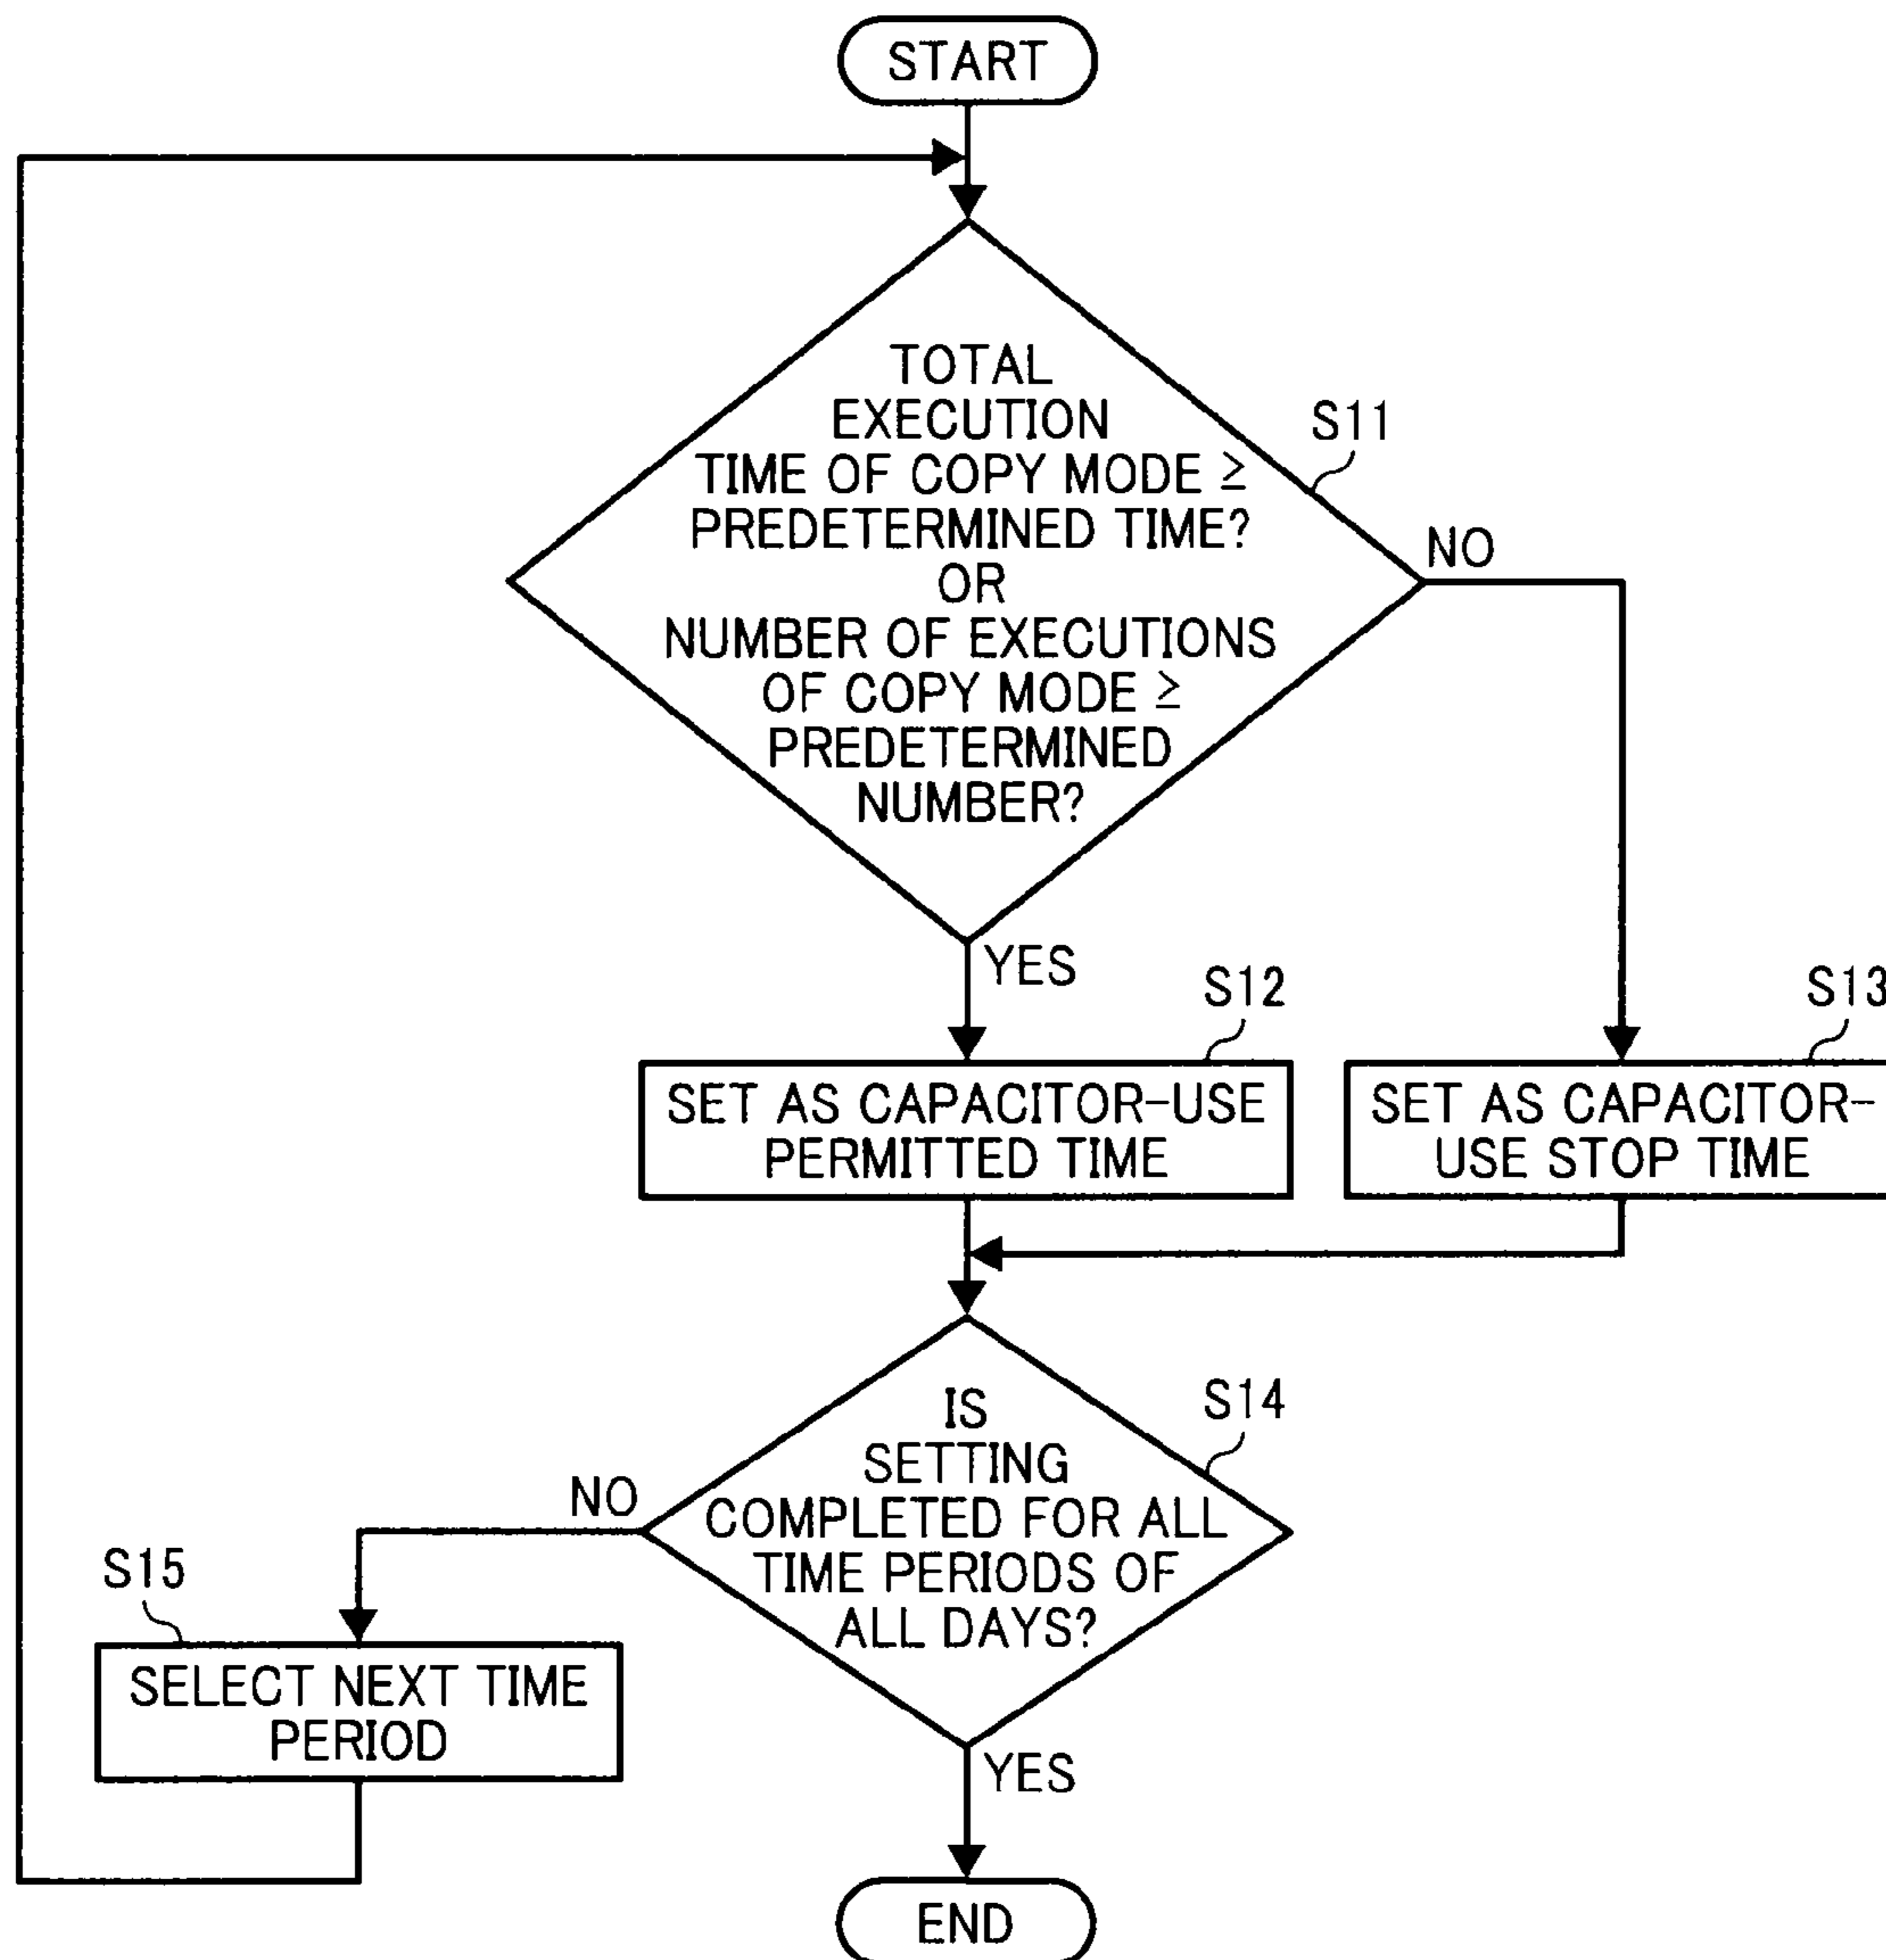 START
TOTAL
EXECUTION
TIME OF COPY MODE ≥
PREDETERMINED TIME?
OR
NUMBER OF EXECUTIONS
OF COPY MODE ≥
PREDETERMINED
NUMBER?
S11
NO
YES
S12
SET AS CAPACITOR-USE
PERMITTED TIME
S13
SET AS CAPACITOR-
USE STOP TIME
IS
SETTING
COMPLETED FOR ALL
TIME PERIODS OF
ALL DAYS?
S14
NO
S15
SELECT NEXT TIME
PERIOD
YES
END